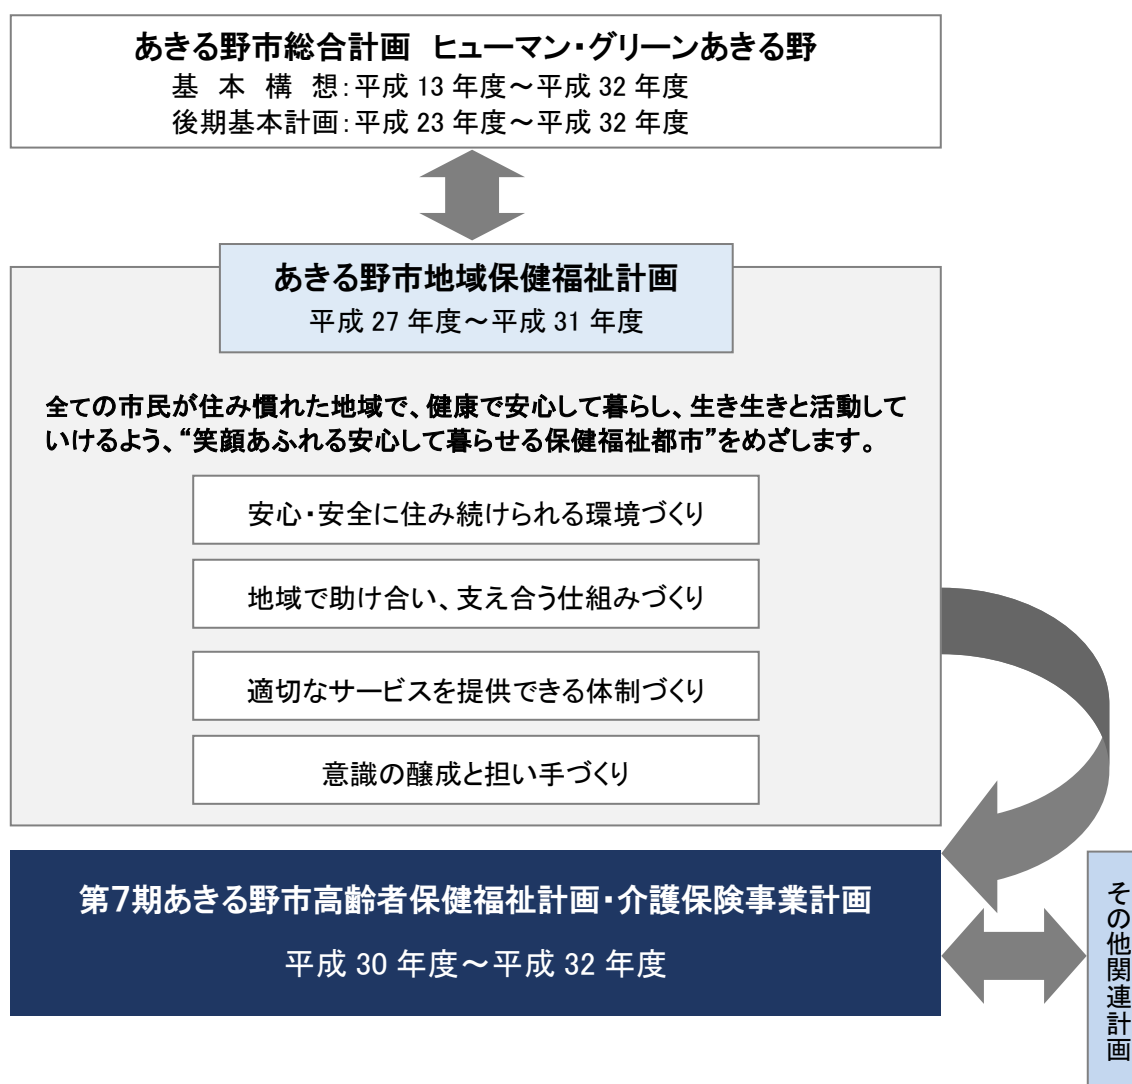 あきる野市総合計画　ヒューマン・グリーンあきる野
基　本　構　想：平成 13 年度～平成 32 年度
後期基本計画：平成 23 年度～平成 32 年度
あきる野市地域保健福祉計画
平成 27 年度～平成 31 年度
全ての市民が住み慣れた地域で、健康で安心して暮らし、生き生きと活動して
いけるよう、“笑顔あふれる安心して暮らせる保健福祉都市”をめざします。
安心・安全に住み続けられる環境づくり
地域で助け合い、支え合う仕組みづくり
適切なサービスを提供できる体制づくり
意識の醸成と担い手づくり
第７期あきる野市高齢者保健福祉計画・介護保険事業計画
平成 30 年度～平成 32 年度
その他関連計画